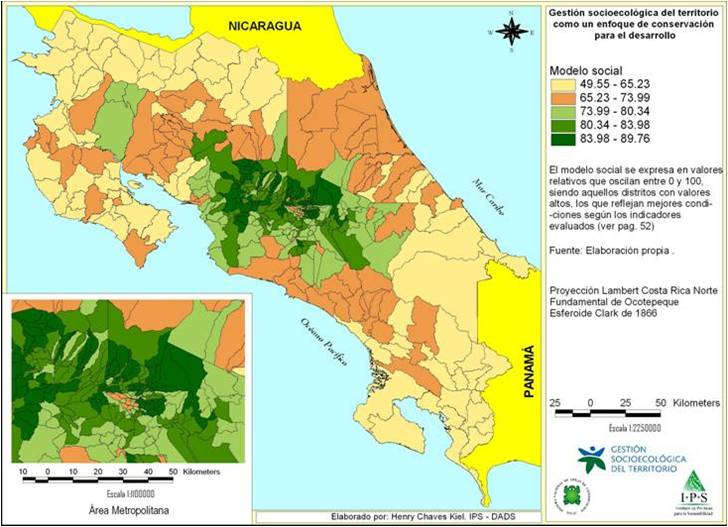 NICARAGUA
N
W
E
S
Mar Caribe
Océano Pacífico
PANAMÁ
10 0 10 20 30 40 50 Kilometers
Escala 1:1100000
Área Metropolitana
Elaborado por: Henry Chaves Kiel. IPS - DADS
Gestión socioecológica del territorio
como un enfoque de conservación
para el desarrollo
Modelo social
49.55 - 65.23
65.23 - 73.99
73.99 - 80.34
80.34 - 83.98
83.98 - 89.76
El modelo social se expresa en valores
relativos que oscilan entre 0 y 100,
siendo aquellos distritos con valores
altos, los que reflejan mejores condi-
-ciones según los indicadores
evaluados (ver pag. 52)
Fuente: Elaboración propia .
Proyección Lambert Costa Rica Norte
Fundamental de Ocotepeque
Esferoide Clark de 1866
25 0 25 50 Kilometers
Escala 1:2250000
GESTIÓN
SOCIOECOLÓGICA
DEL TERRITORIO
I·P·S